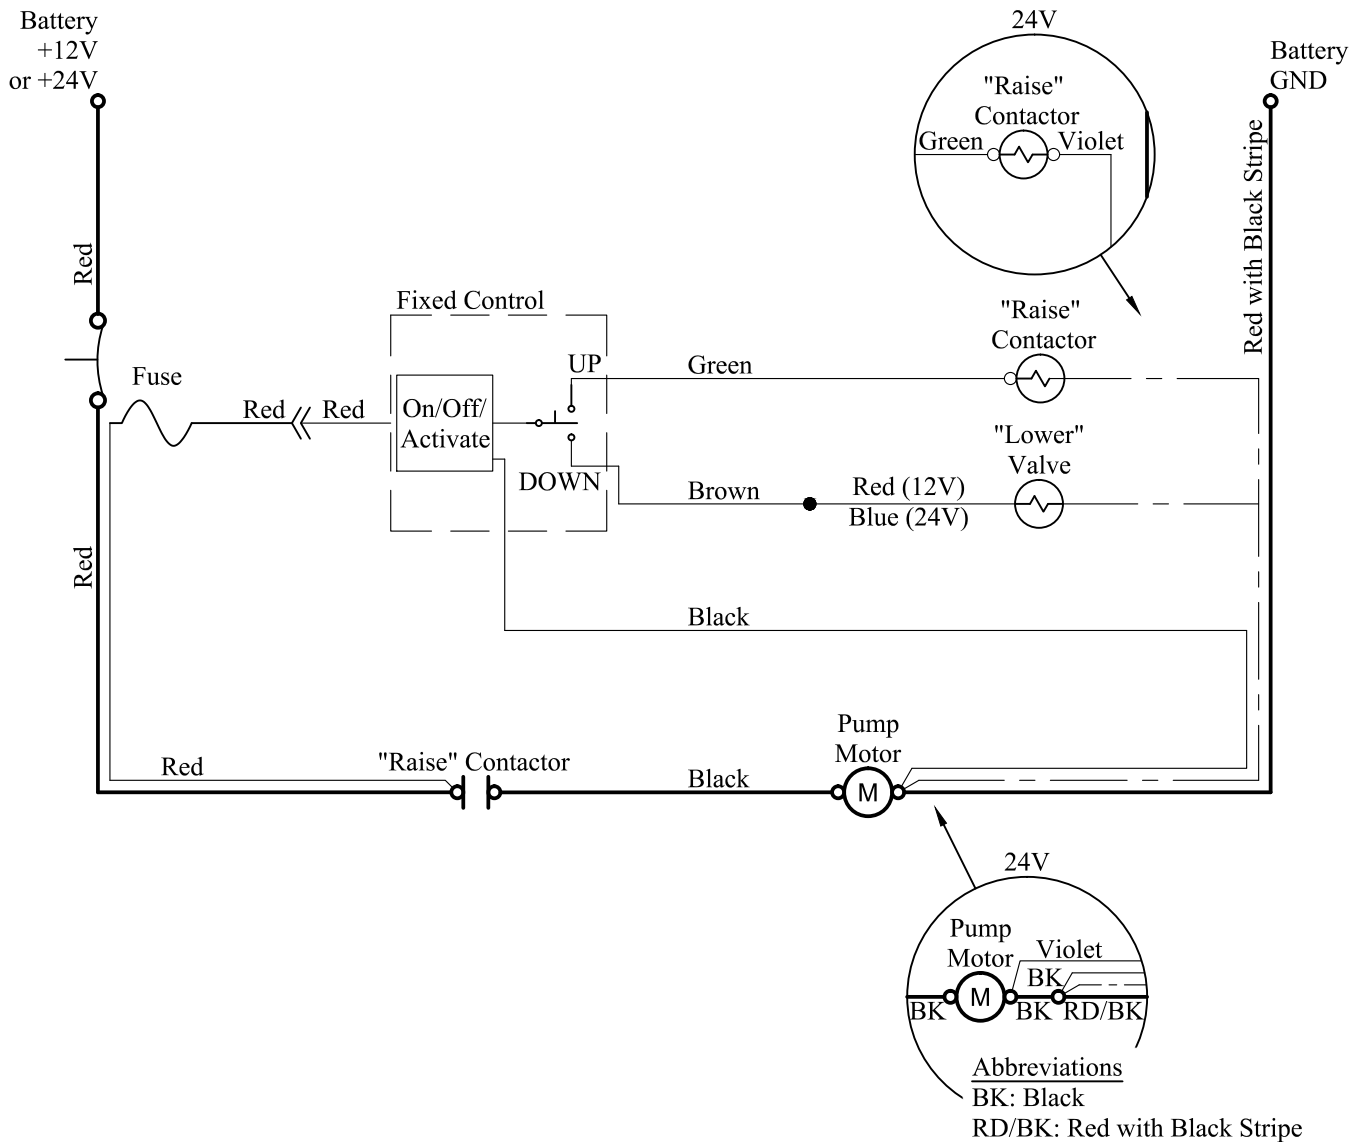 Battery
+12V
or +24V
24V
Battery
GND
"Raise"
Contactor
Green
Violet
Red with Black Stripe
Red
Fixed Control
"Raise"
Contactor
UP
Green
Fuse
Red
Red
On/Off/
Activate
"Lower"
Valve
DOWN
Brown
Red (12V)
Blue (24V)
Red
Black
Pump
Motor
Red
"Raise" Contactor
Black
M
24V
Pump
Motor
Violet
BK
M
BK
BK
RD/BK
Abbreviations
BK: Black
RD/BK: Red with Black Stripe